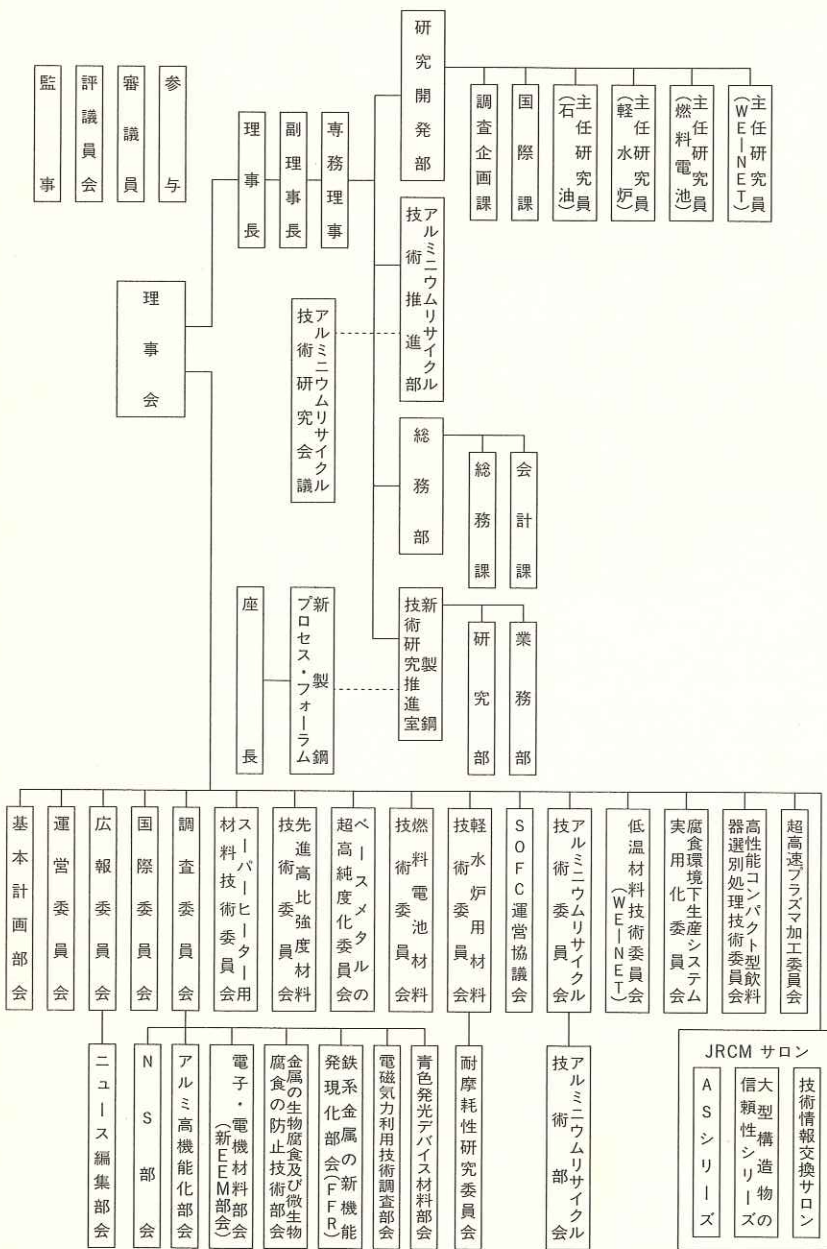 監事
評議員会
審議員
参与
理事会
理事長
副理事長
専務理事
研究開発部
調査企画課
国際課
主任研究員
(石油)
主任研究員
(軽水炉)
主任研究員
(燃料電池)
主任研究員
(WE-NET)
アルミニウムリサイクル
技術推進部
アルミニウムリサイクル
技術研究会議
総務部
総務課
会計課
座長
新製鋼
プロセス・フォーラム
新製鋼
技術研究推進室
研究部
業務部
基本計画部会
運営委員会
広報委員会
国際委員会
調査委員会
スーパーヒーター用
材料技術委員会
先進高比強度材料
技術委員会
ベースメタルの
超高純度化委員会
燃料電池材料
技術委員会
軽水炉用材料
技術委員会
SOFC運営協議会
アルミニウムリサイクル
技術委員会
低温材料技術委員会
(WE-NET)
腐食環境下生産システム
実用化委員会
高性能コンパクト型飲料
器選別処理技術委員会
超高速プラズマ加工委員会
ニュース編集部会
NS部会
アルミ高機能化部会
電子・電機材料部会
(新EEM部会)
金属の生物腐食及び微生物
腐食の防止技術部会
鉄系金属の新機能
発現化部会(FFR)
電磁気力利用技術調査部会
青色発光デバイス材料部会
耐摩耗性研究委員会
アルミニウムリサイクル
技術部会
JRCM サロン
ASシリーズ
大型構造物の
信頼性シリーズ
技術情報交換サロン